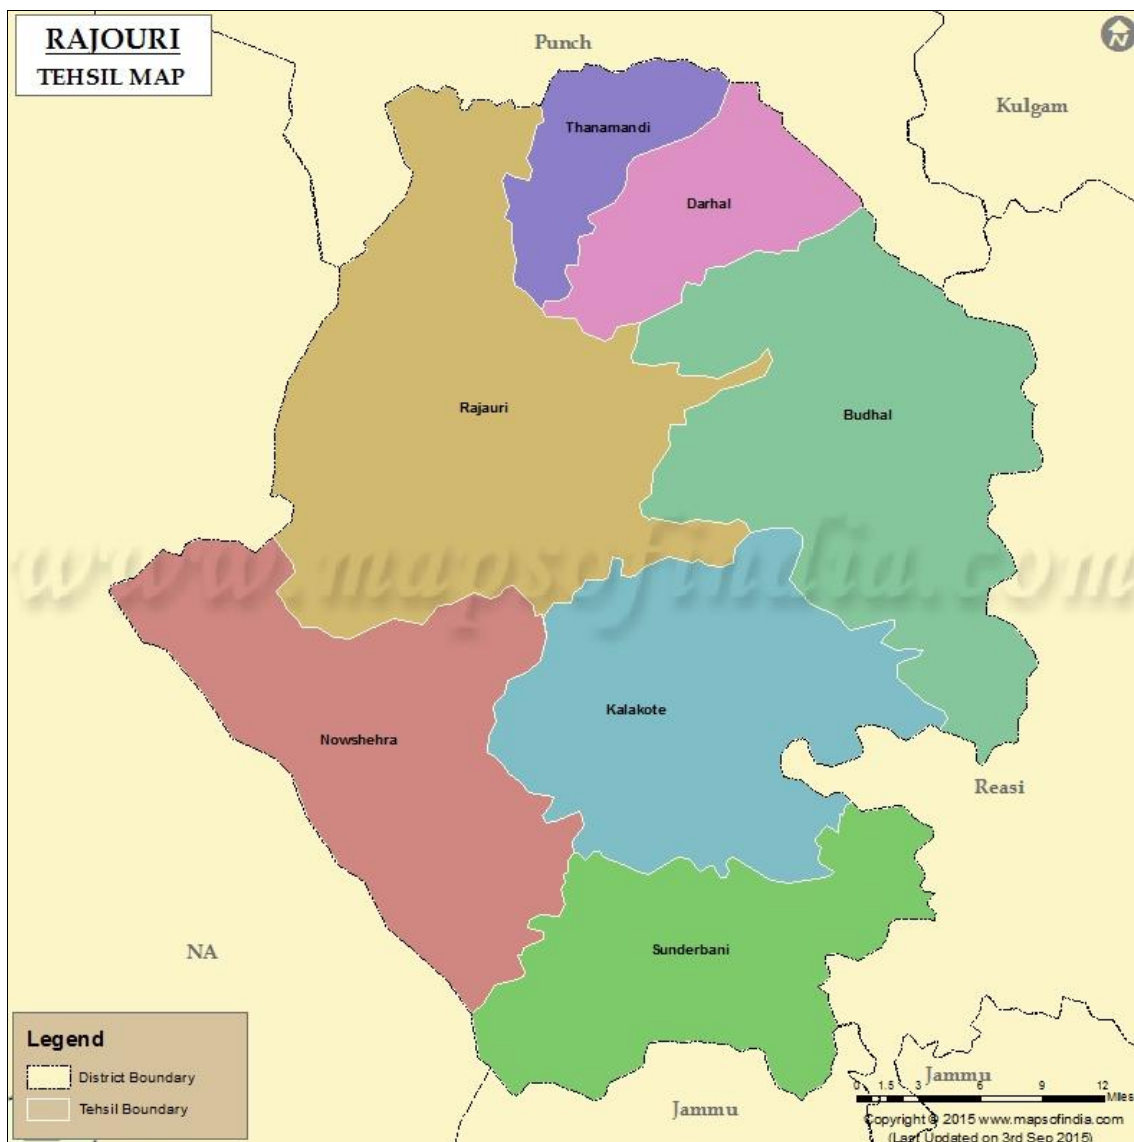 RAJOURI
TEHSIL MAP
Punch
N
Kulgam
Thanamandi
Darhal
Rajauri
Budhal
www.mapsofindia.com
Kalakote
Nowshehra
Reasi
NA
Sunderbani
Legend
District Boundary
Tehsil Boundary
Jammu
Jammu
0 1.5 3 6 9 12
Miles
Copyright © 2015 www.mapsofindia.com
(Last Updated on 3rd Sep 2015)